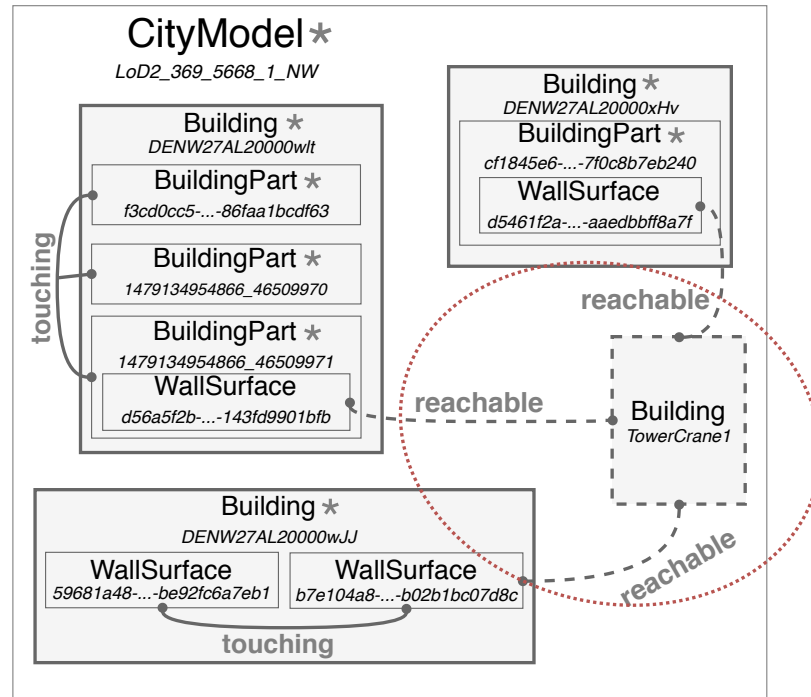 CityModel *
LoD2_369_5668_1_NW
Building *
DENW27AL20000wlt
BuildingPart *
f3cd0cc5-...-86faa1bcdf63
BuildingPart *
1479134954866_46509970
BuildingPart *
1479134954866_46509971
WallSurface
d56a5f2b-...-143fd9901bfb
touching
Building *
DENW27AL20000xHv
BuildingPart *
cf1845e6-...-7f0c8b7eb240
WallSurface
d5461f2a-...-aaedbbff8a7f
reachable
reachable
Building
TowerCrane1
reachable
Building *
DENW27AL20000wJJ
WallSurface
59681a48-...-be92fc6a7eb1
WallSurface
b7e104a8-...-b02b1bc07d8c
touching